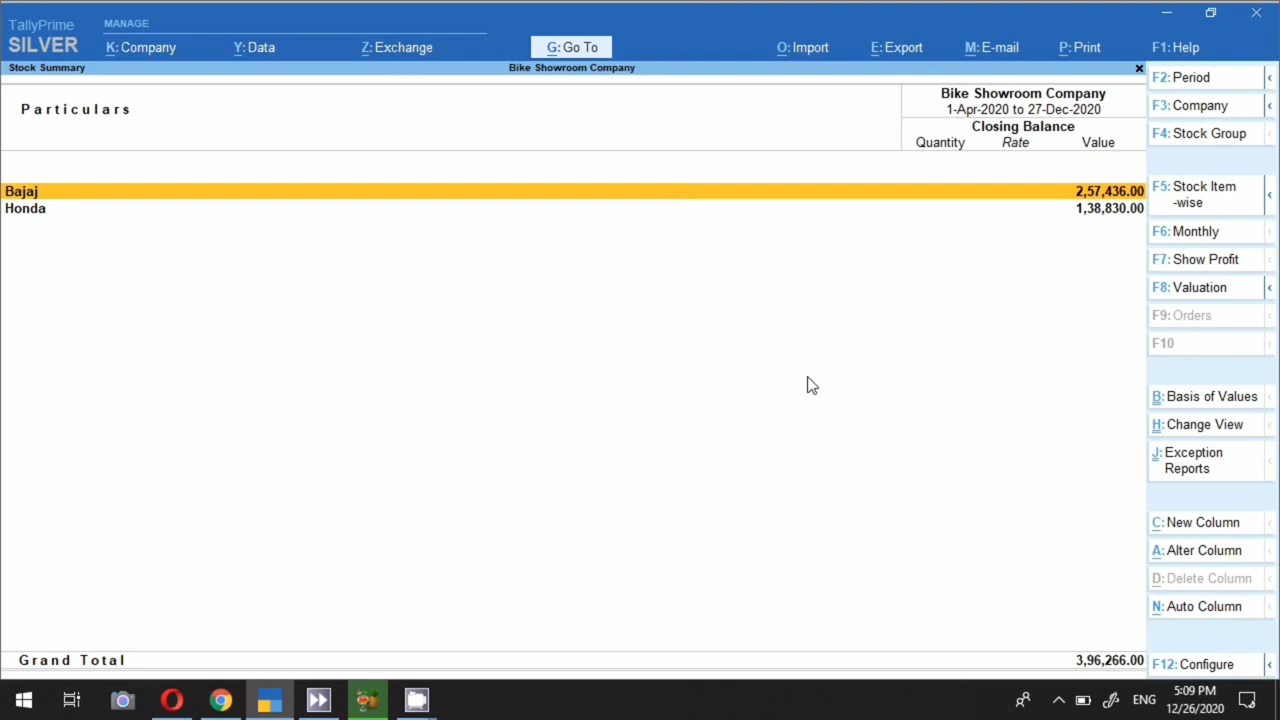 TallyPrime
SILVER
MANAGE
K: Company
Y: Data
Z: Exchange
G: Go To
O: Import
E: Export
M: E-mail
P: Print
F1: Help
Stock Summary
Bike Showroom Company
Particulars
Bike Showroom Company
1-Apr-2020 to 27-Dec-2020
Closing Balance
Quantity Rate Value
Bajaj 2,57,436.00
Honda 1,38,830.00
Grand Total 3,96,266.00
F2: Period
F3: Company
F4: Stock Group
F5: Stock Item
-wise
F6: Monthly
F7: Show Profit
F8: Valuation
F9: Orders
F10
B: Basis of Values
H: Change View
J: Exception
Reports
C: New Column
A: Alter Column
D: Delete Column
N: Auto Column
F12: Configure
ENG
5:09 PM
12/26/2020